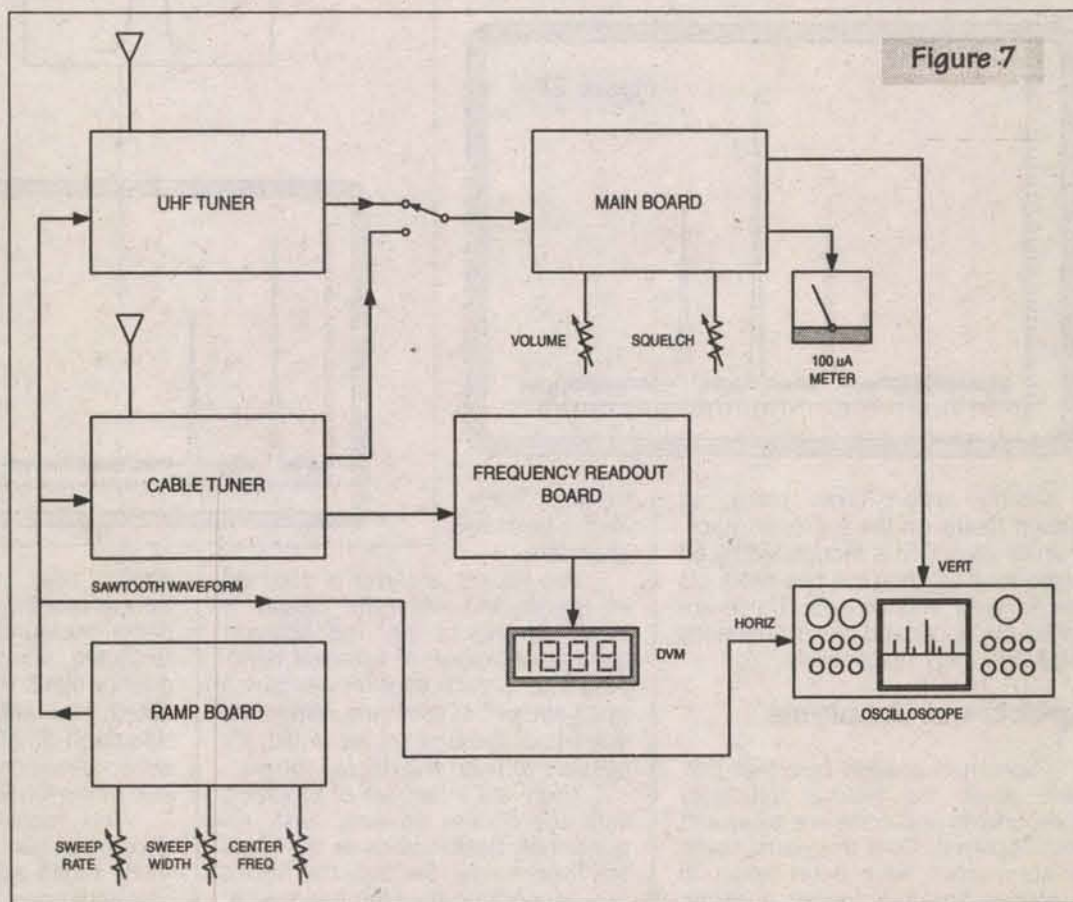 Figure 7
UHF TUNER
MAIN BOARD
VOLUME
SQUELCH
100 uA
METER
CABLE TUNER
FREQUENCY READOUT
BOARD
VERT
SAWTOOTH WAVEFORM
HORIZ
1888
DVM
OSCILLOSCOPE
RAMP BOARD
SWEEP
RATE
SWEEP
WIDTH
CENTER
FREQ